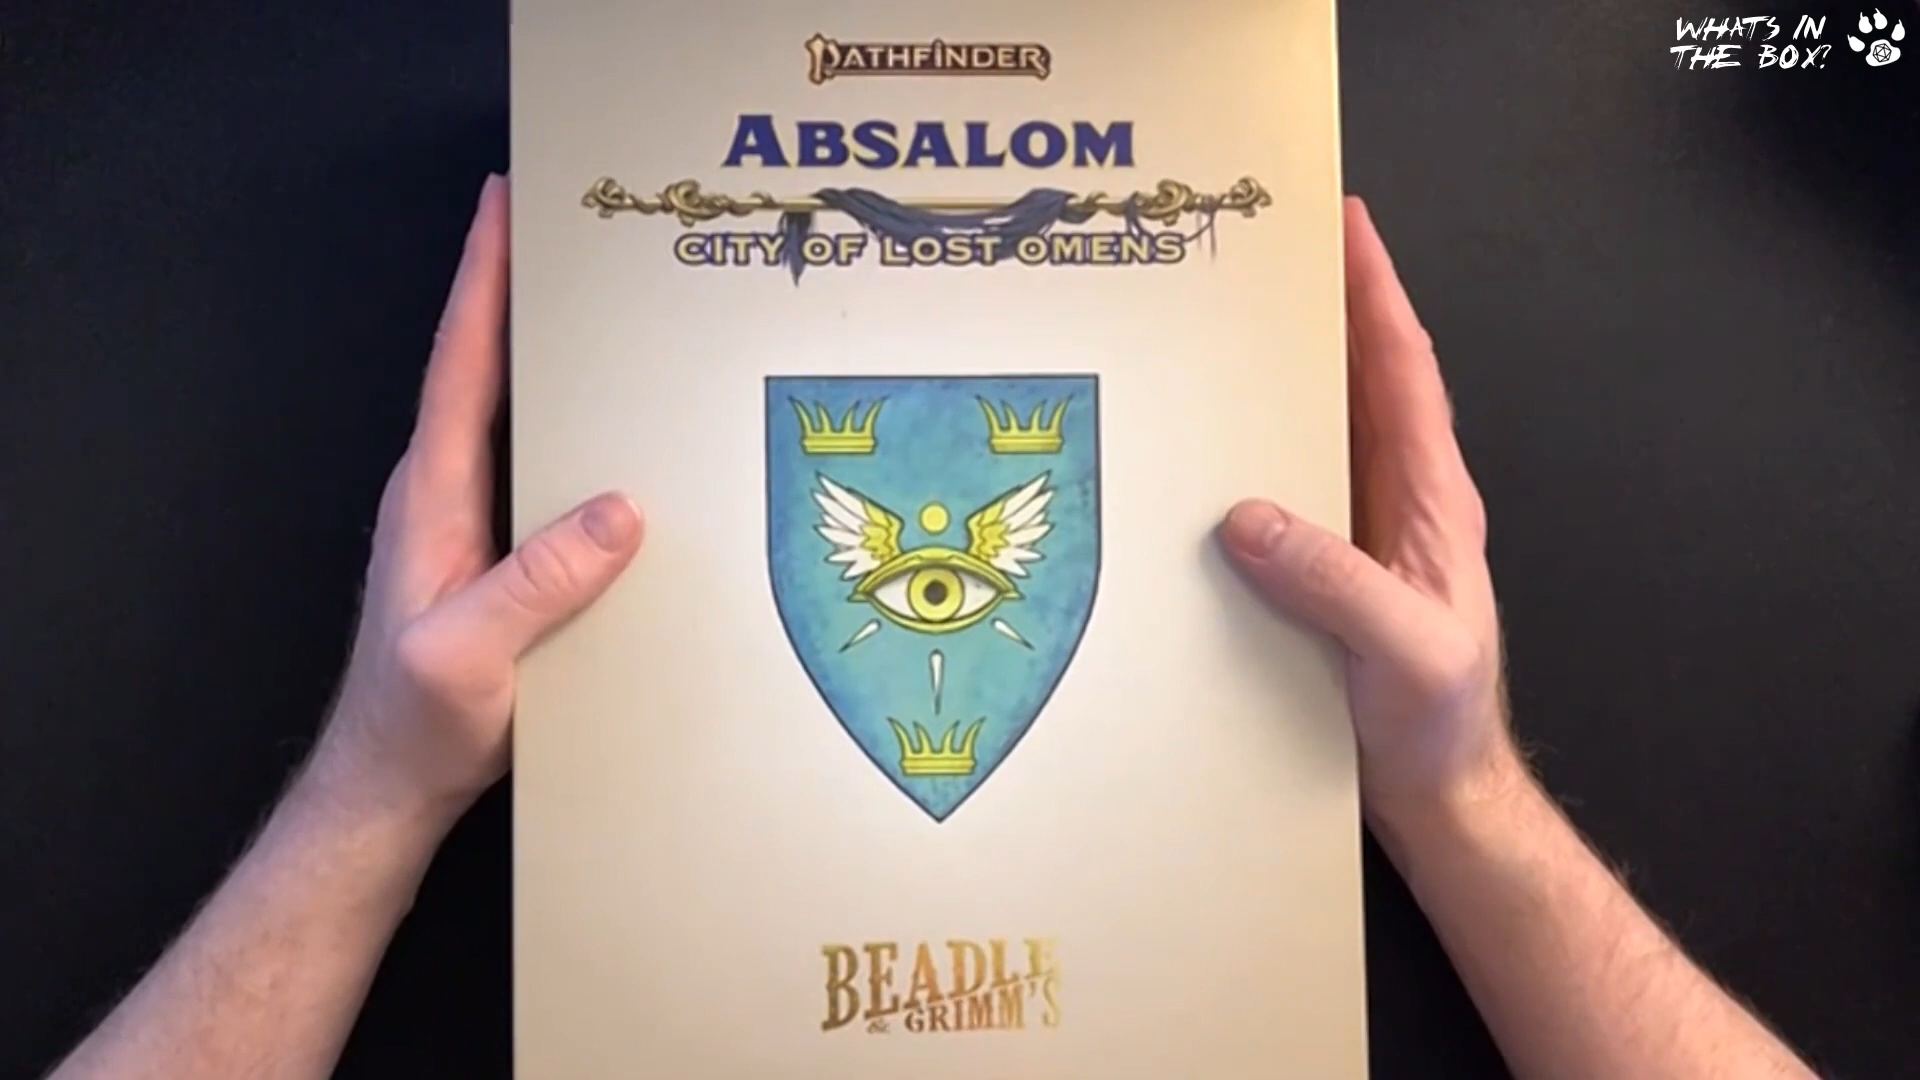 PATHFINDER
ABSALOM
CITY OF LOST OMENS
BEADLE
& GRIMM'S
WHATS IN
THE BOX?